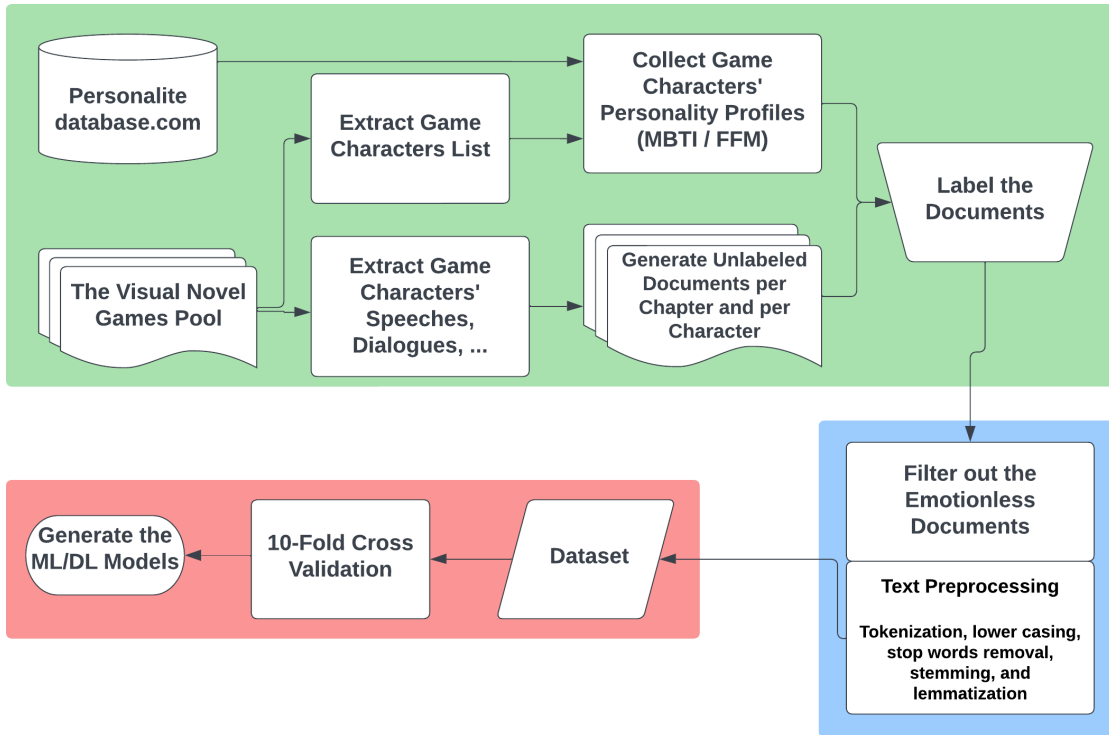 Personalite
database.com
Extract Game
Characters List
Collect Game
Characters'
Personality Profiles
(MBTI / FFM)
Label the
Documents
The Visual Novel
Games Pool
Extract Game
Characters'
Speeches,
Dialogues, ...
Generate Unlabeled
Documents per
Chapter and per
Character
Filter out the
Emotionless
Documents
Text Preprocessing
Tokenization, lower casing,
stop words removal,
stemming, and
lemmatization
Dataset
10-Fold Cross
Validation
Generate the
ML/DL Models